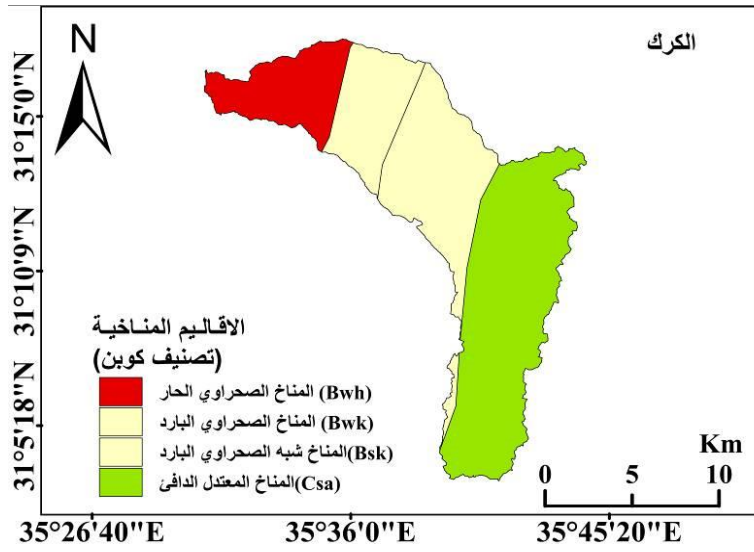 N
الكرك
31°15'0"N
31°10'9"N
31°5'18"N
الاقاليم المناخية
(تصنيف كوبن)
المناخ الصحراوي الحار (Bwh)
المناخ الصحراوي البارد (Bwk)
المناخ شبه الصحراوي البارد(Bsk)
المناخ المعتدل الدافئ(Csa)
Km
0 5 10
35°26'40"E 35°36'0"E 35°45'20"E